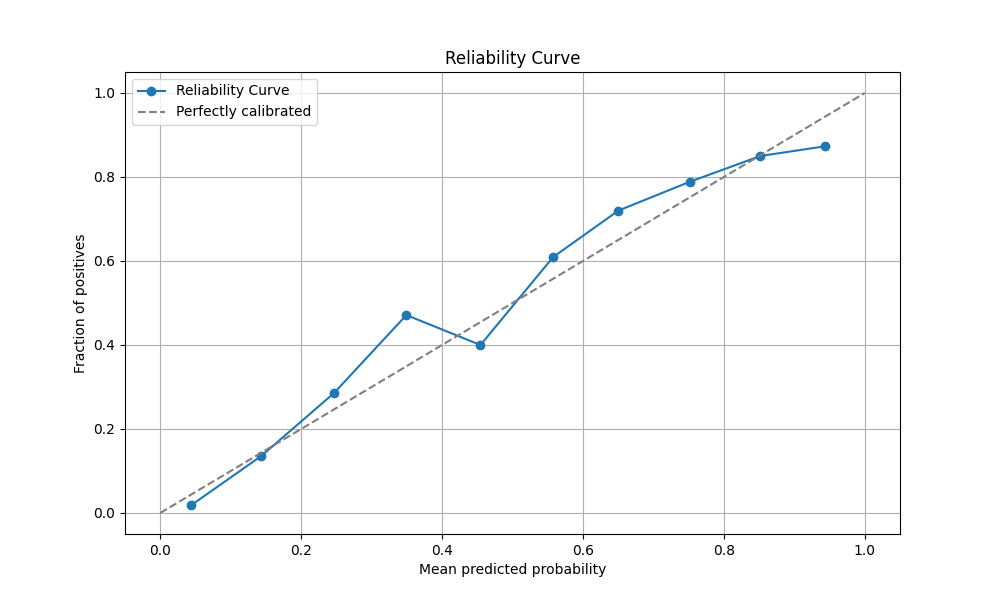 Reliability Curve
Reliability Curve
Perfectly calibrated
1.0
0.8
0.6
0.4
0.2
0.0
Fraction of positives
0.0 0.2 0.4 0.6 0.8 1.0
Mean predicted probability